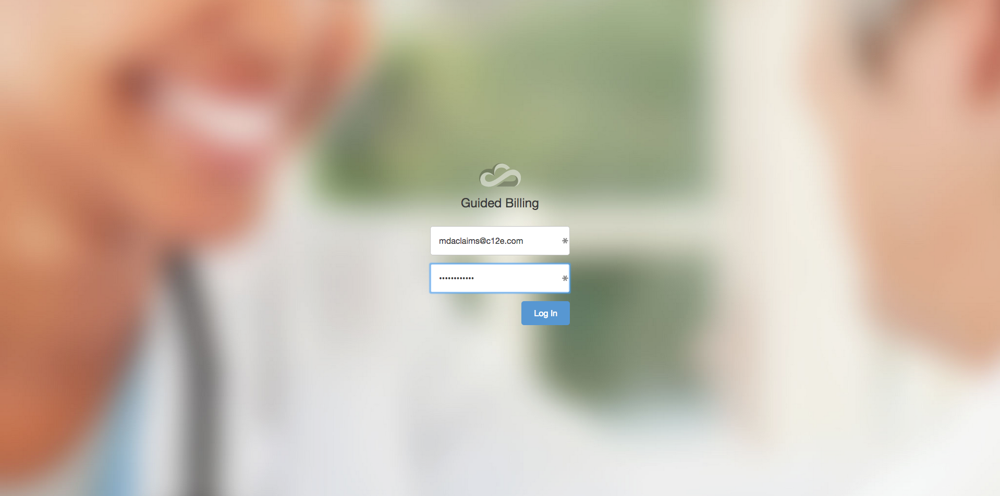 Guided Billing
mdaclaims@c12e.com *
•••••••••••• *
Log In